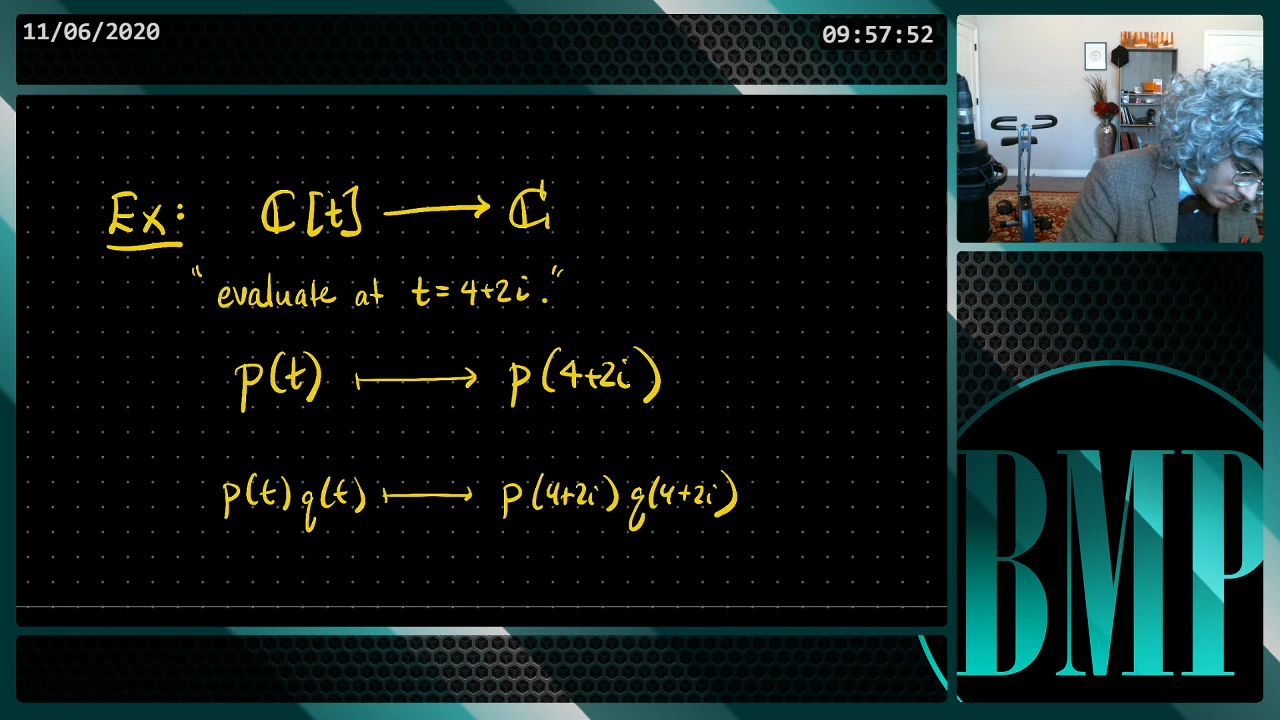 11/06/2020
09:57:52
Ex: ℂ[t] ⟶ ℂ
"evaluate at t=4+2i."
p(t) ⟼ p(4+2i)
p(t)q(t) ⟼ p(4+2i)q(4+2i)
BMP